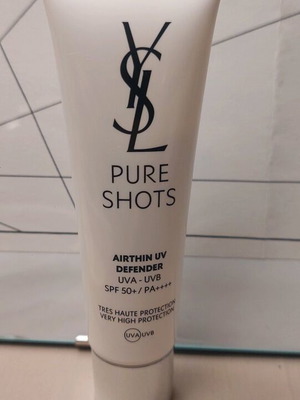 YSL
PURE
SHOTS
AIRTHIN UV
DEFENDER
UVA - UVB
SPF 50+ / PA++++
TRÈS HAUTE PROTECTION
VERY HIGH PROTECTION
UVA UVB